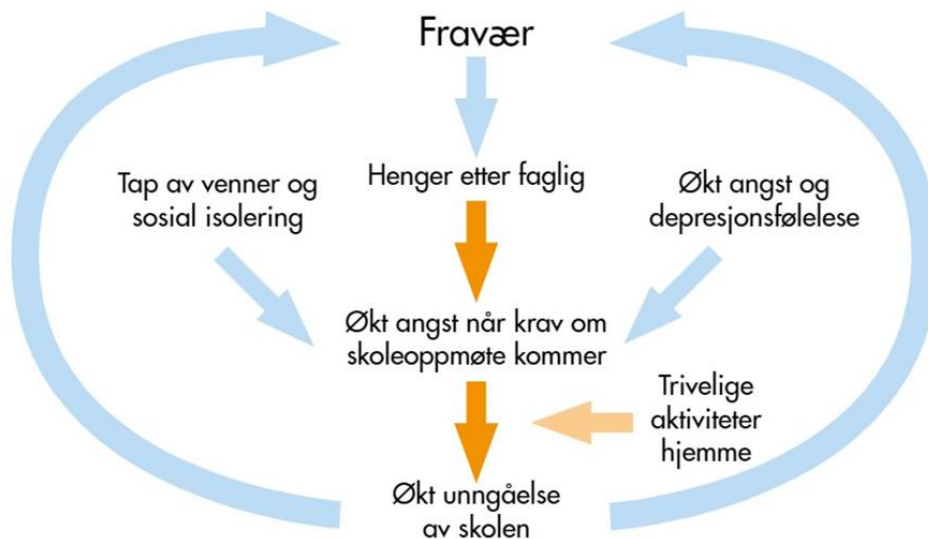 Fravær
Henger etter faglig
Tap av venner og
sosial isolering
Økt angst og
depresjonsfølelese
Økt angst når krav om
skoleoppmøte kommer
Trivelige
aktiviteter
hjemme
Økt unngåelse
av skolen